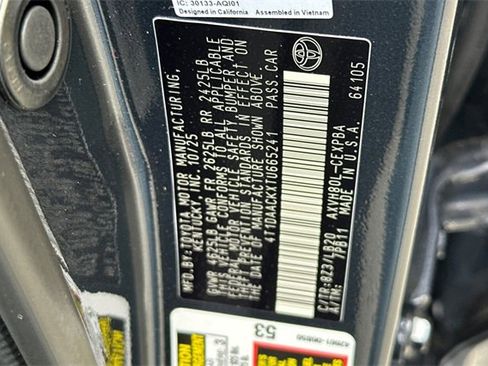 IC: 30133-AQI01
Designed in California Assembled in Vietnam
MFD.BY: TOYOTA MOTOR MANUFACTURING,
KENTUCKY, INC. 10/25
GVWR 4625LB GAWR FR 2625LB RR 2425LB
THIS VEHICLE CONFORMS TO ALL APPLICABLE
FEDERAL MOTOR VEHICLE SAFETY, BUMPER AND
THEFT PREVENTION STANDARDS IN EFFECT ON
THE DATE OF MANUFACTURE SHOWN ABOVE.
4T1DAACKXTU665241 PASS.CAR
64105
C/TR:8Z3/LB20 AXVH80L-CEXPBA
7PB11 MADE IN U.S.A.
53
3